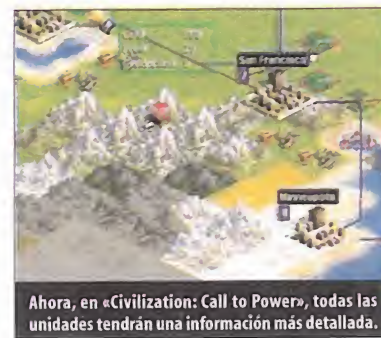 San Francisco
Minneapolis
Ahora, en «Civilization: Call to Power», todas las
unidades tendrán una información más detallada.